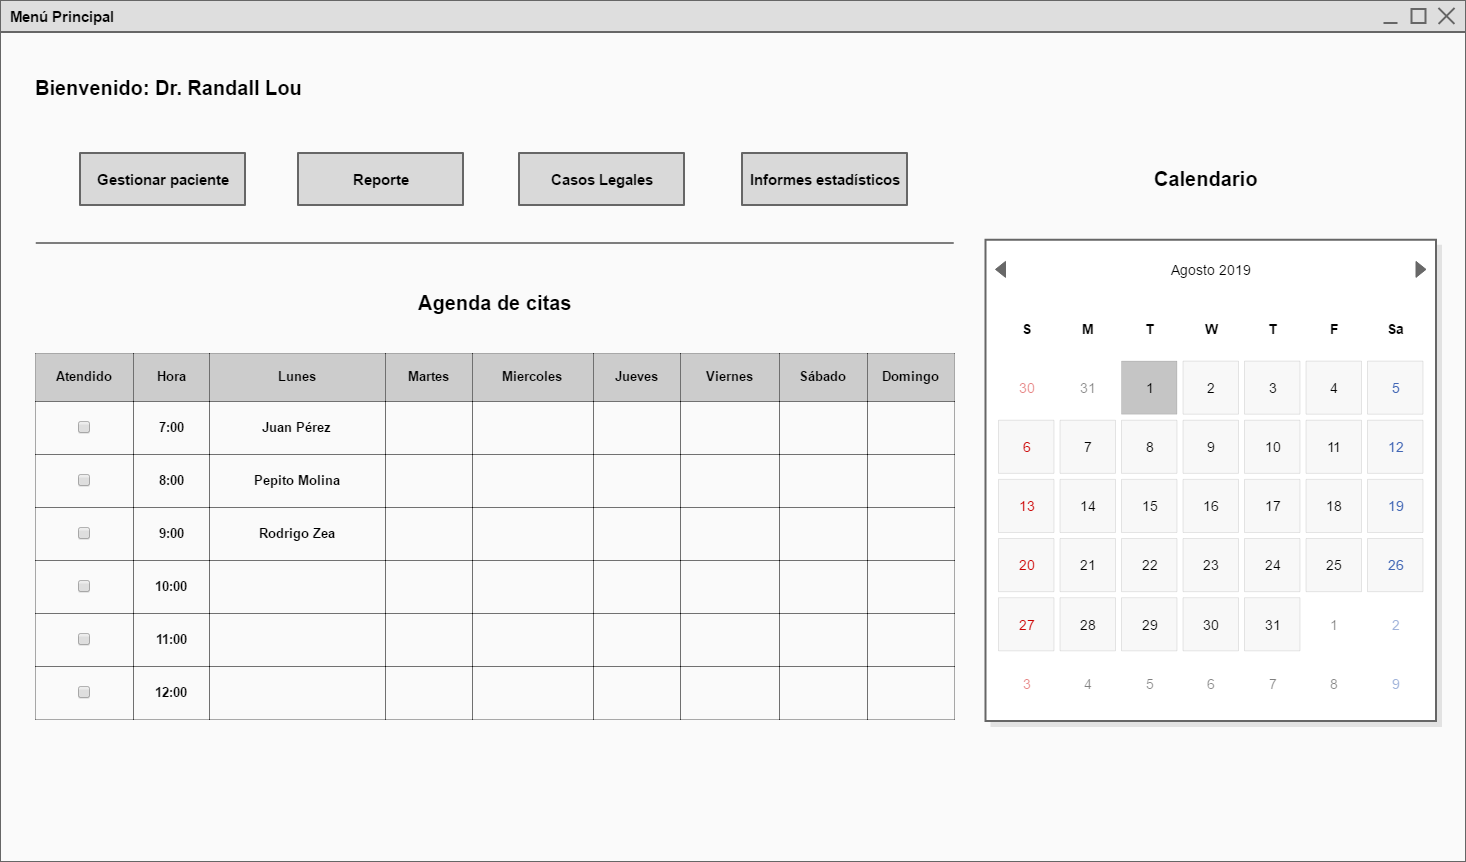 Menú Principal
Bienvenido: Dr. Randall Lou
Gestionar paciente Reporte Casos Legales Informes estadísticos
Calendario
Agosto 2019
S M T W T F Sa
30 31 1 2 3 4 5
6 7 8 9 10 11 12
13 14 15 16 17 18 19
20 21 22 23 24 25 26
27 28 29 30 31 1 2
3 4 5 6 7 8 9
Agenda de citas
Atendido Hora Lunes Martes Miercoles Jueves Viernes Sábado Domingo
7:00 Juan Pérez
8:00 Pepito Molina
9:00 Rodrigo Zea
10:00
11:00
12:00